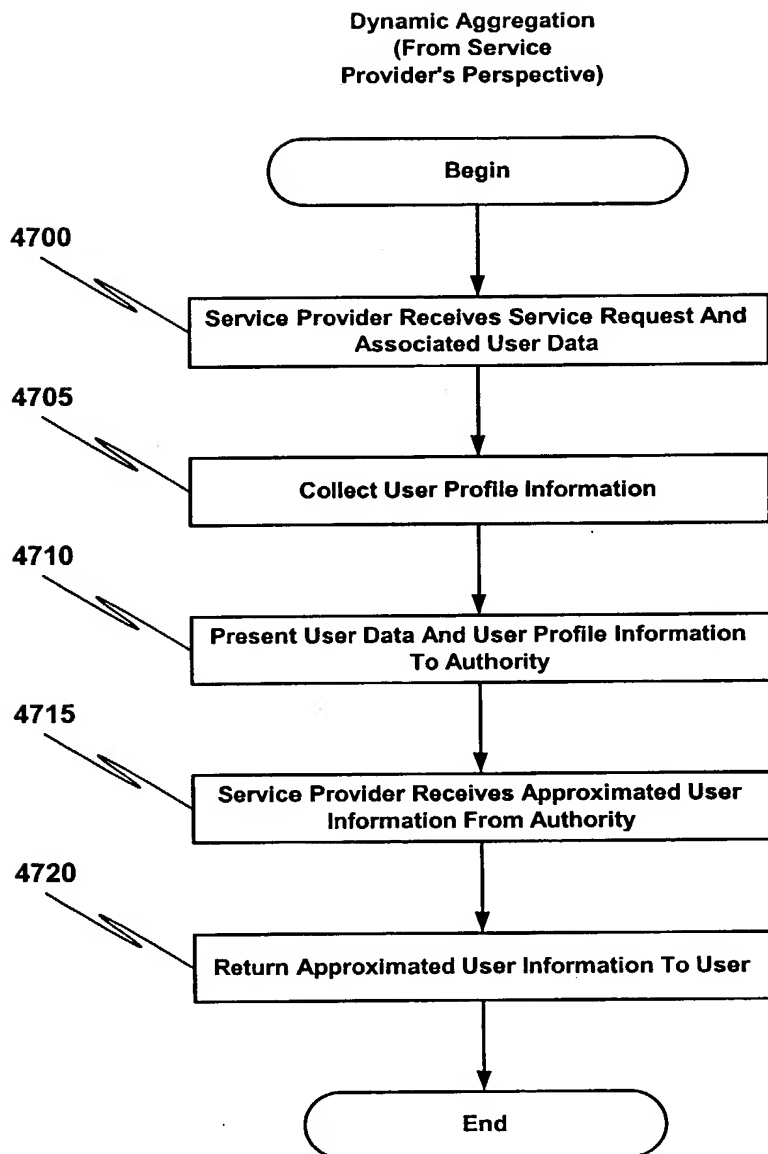 Dynamic Aggregation
(From Service
Provider's Perspective)
Begin
4700
Service Provider Receives Service Request And
Associated User Data
4705
Collect User Profile Information
4710
Present User Data And User Profile Information
To Authority
4715
Service Provider Receives Approximated User
Information From Authority
4720
Return Approximated User Information To User
End